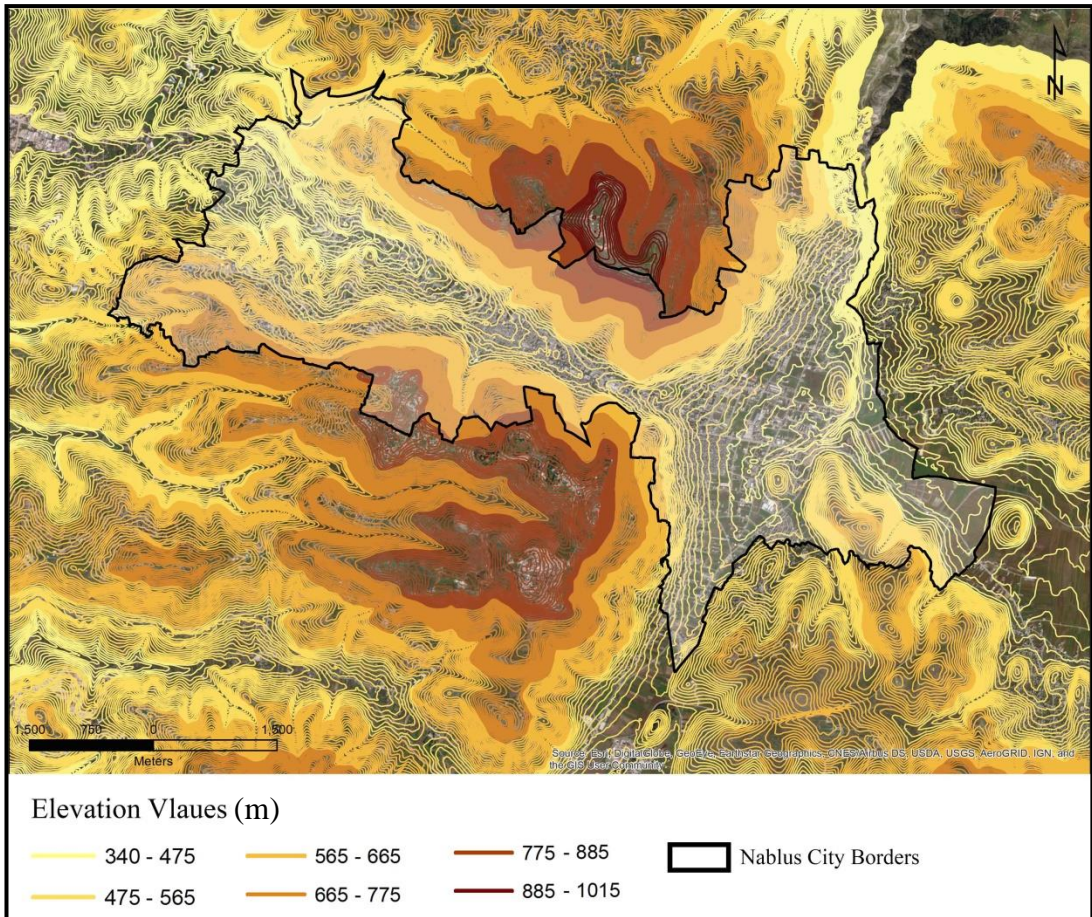 N
1,500 750 0 1,500
Meters
Source: Esri, DigitalGlobe, GeoEye, Earthstar Geographics, CNES/Airbus DS, USDA, USGS, AeroGRID, IGN, and
the GIS User Community
Elevation Vlaues (m)
340 - 475 565 - 665 775 - 885 Nablus City Borders
475 - 565 665 - 775 885 - 1015